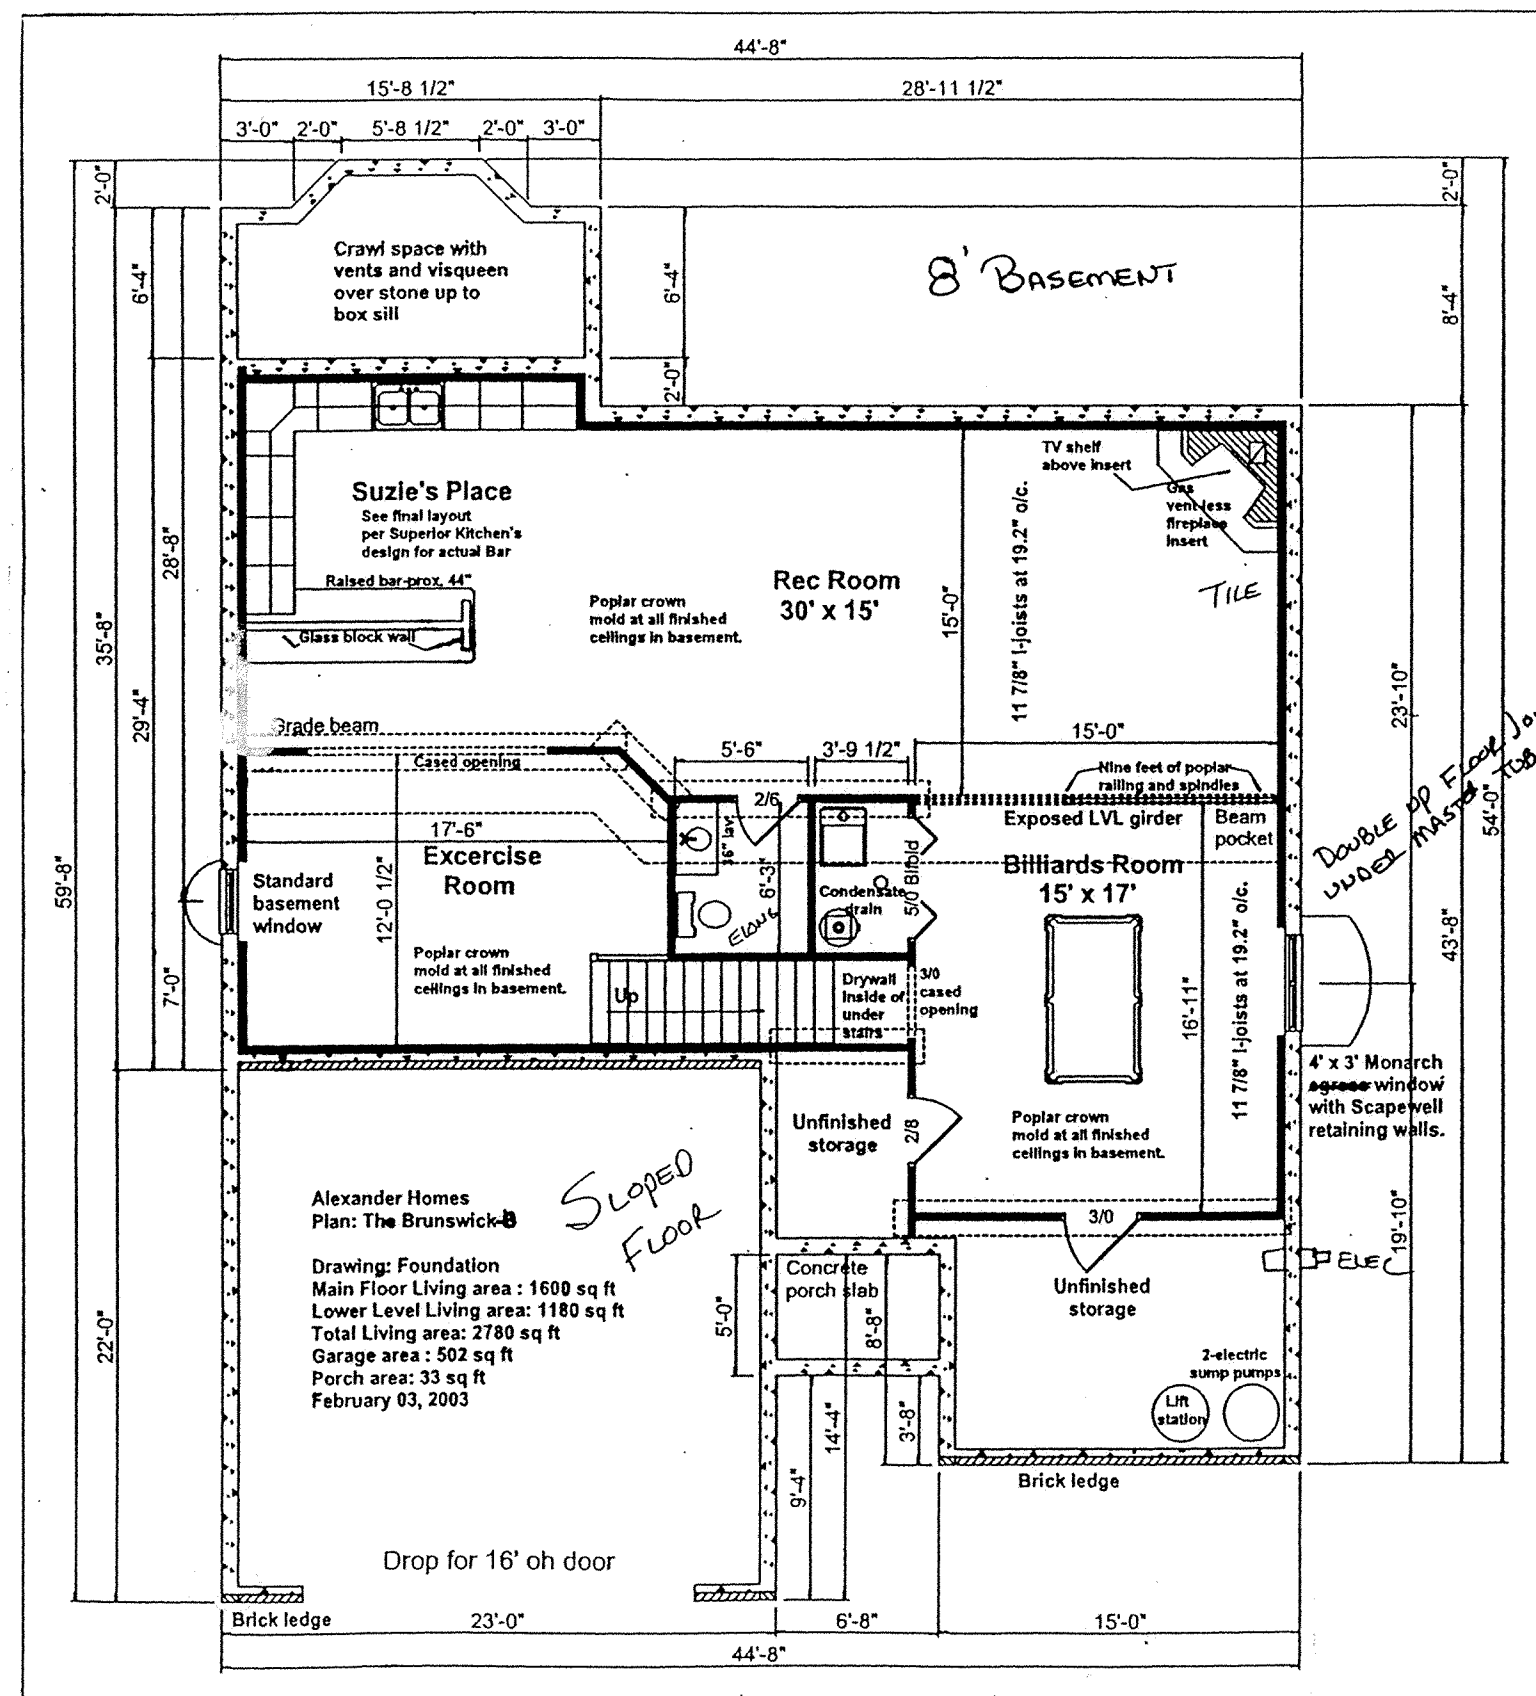 44'-8"
15'-8 1/2"
28'-11 1/2"
3'-0"
2'-0"
5'-8 1/2"
2'-0"
3'-0"
2'-0"
2'-0"
Crawl space with
vents and visqueen
over stone up to
box sill
8' BASEMENT
6'-4"
6'-4"
8'-4"
2'-0"
TV shelf
above insert
Gas
vent-less
fireplace
insert
Suzie's Place
See final layout
per Superior Kitchen's
design for actual Bar
Raised bar-prox. 44"
Glass block wall
28'-8"
35'-8"
29'-4"
59'-8"
Rec Room
30' x 15'
Poplar crown
mold at all finished
ceilings in basement.
15'-0"
11 7/8" I-joists at 19.2" o/c.
TILE
23'-10"
Grade beam
Cased opening
5'-6"
3'-9 1/2"
15'-0"
2/6
Nine feet of poplar
railing and spindles
Exposed LVL girder
Beam
pocket
DOUBLE UP FLOOR
UNDER MASTER TUB
54'-0"
17'-6"
Excercise
Room
12'-0 1/2"
36" lav.
6'-3"
ELONG
Condensate
drain
5/0 Bifold
Billiards Room
15' x 17'
Standard
basement
window
7'-0"
Poplar crown
mold at all finished
ceilings in basement.
Up
Drywall
inside of
under
stairs
3/0
cased
opening
16'-11"
11 7/8" I-joists at 19.2" o/c.
43'-8"
4' x 3' Monarch
egress window
with Scapewell
retaining walls.
Unfinished
storage
2/8
Poplar crown
mold at all finished
ceilings in basement.
3/0
SLOPED
FLOOR
Alexander Homes
Plan: The Brunswick-B
Drawing: Foundation
Main Floor Living area : 1600 sq ft
Lower Level Living area: 1180 sq ft
Total Living area: 2780 sq ft
Garage area : 502 sq ft
Porch area: 33 sq ft
February 03, 2003
Concrete
porch slab
Unfinished
storage
ELEC
19'-10"
22'-0"
5'-0"
8'-8"
14'-4"
3'-8"
9'-4"
2-electric
sump pumps
Lift
station
Brick ledge
Drop for 16' oh door
Brick ledge
23'-0"
6'-8"
15'-0"
44'-8"